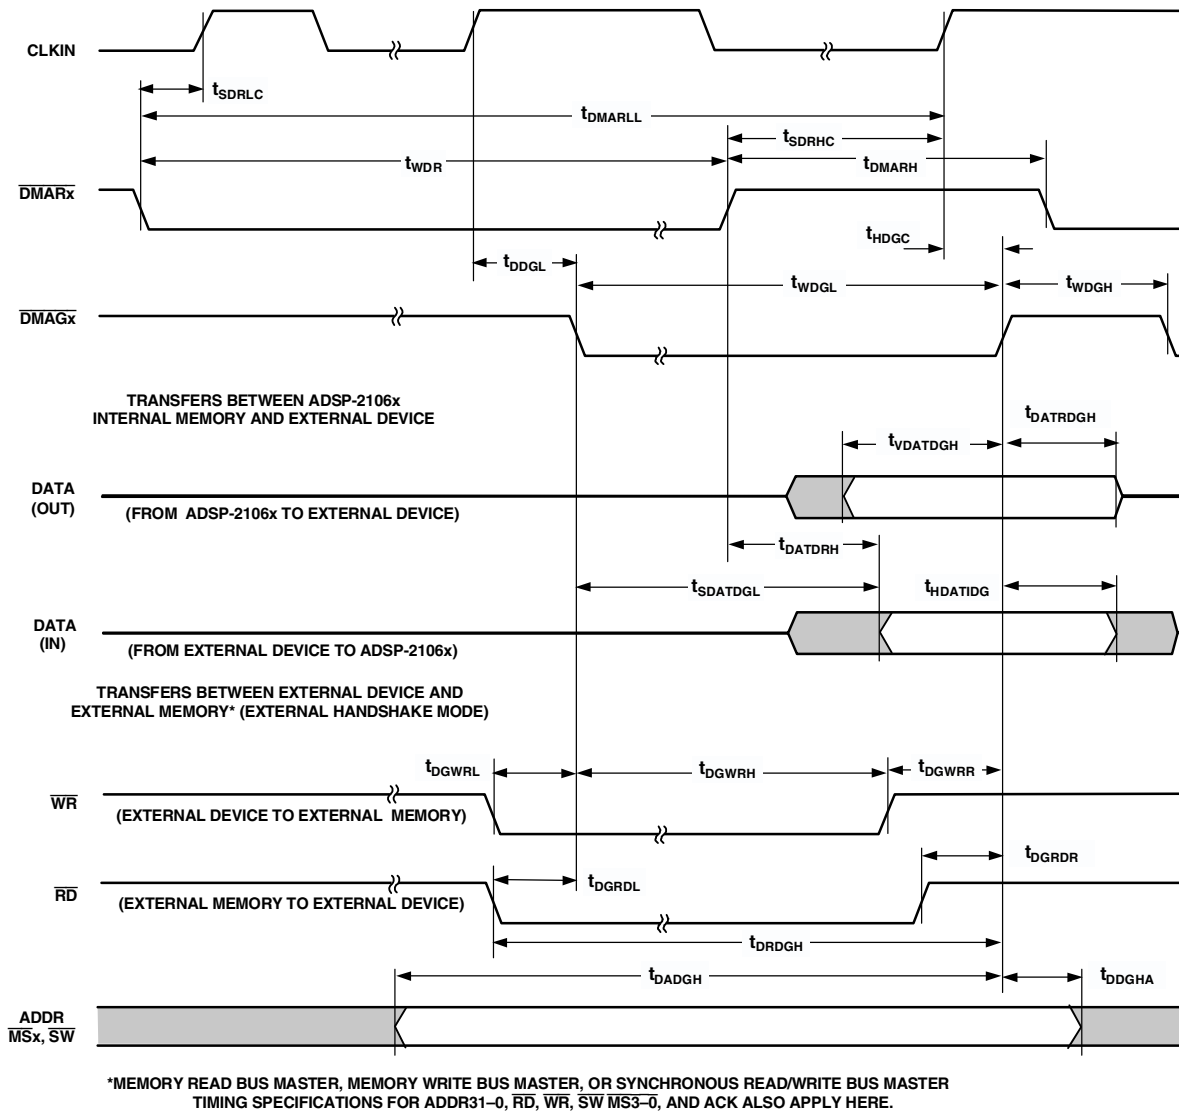 CLKIN
tSDRLC
tDMARLL
tSDRHC
tWDR
tDMARH
DMARx
tHDGC
tDDGL
tWDGL
tWDGH
DMAGx
TRANSFERS BETWEEN ADSP-2106x
INTERNAL MEMORY AND EXTERNAL DEVICE
tDATRDGH
tVDATDGH
DATA
(OUT)
(FROM ADSP-2106x TO EXTERNAL DEVICE)
tDATDRH
tSDATDGL
tHDATIDG
DATA
(IN)
(FROM EXTERNAL DEVICE TO ADSP-2106x)
TRANSFERS BETWEEN EXTERNAL DEVICE AND
EXTERNAL MEMORY* (EXTERNAL HANDSHAKE MODE)
tDGWRL
tDGWRH
tDGWRR
WR
(EXTERNAL DEVICE TO EXTERNAL MEMORY)
tDGRDR
tDGRDL
RD
(EXTERNAL MEMORY TO EXTERNAL DEVICE)
tDRDGH
tDADGH
tDDGHA
ADDR
MSx, SW
*MEMORY READ BUS MASTER, MEMORY WRITE BUS MASTER, OR SYNCHRONOUS READ/WRITE BUS MASTER
TIMING SPECIFICATIONS FOR ADDR31–0, RD, WR, SW MS3–0, AND ACK ALSO APPLY HERE.